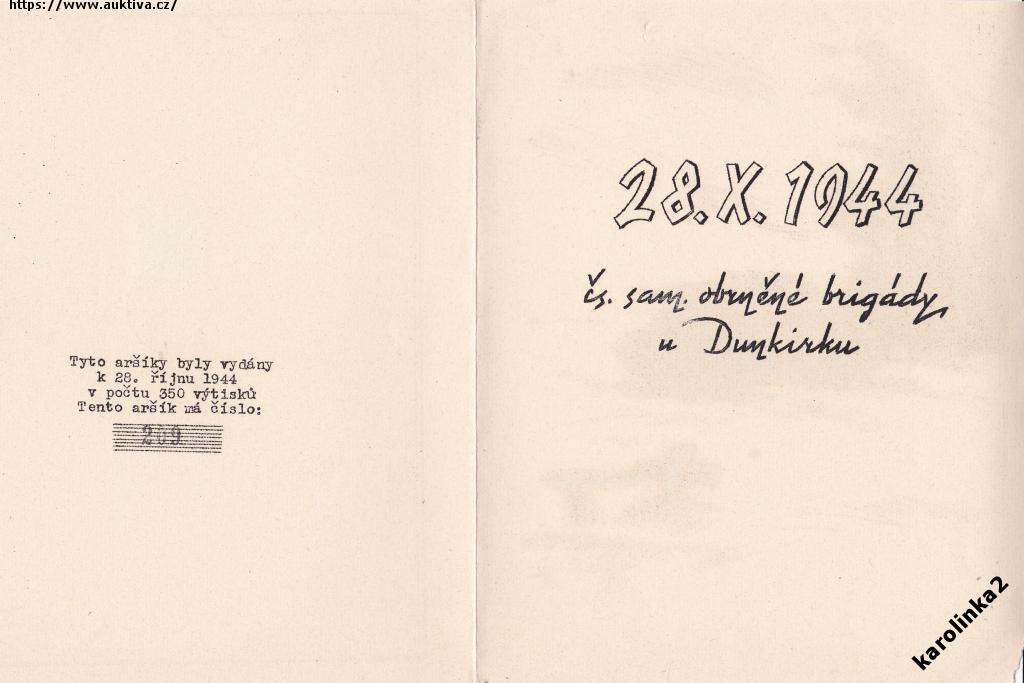 https://www.auktiva.cz/
Tyto aršíky byly vydány
k 28. říjnu 1944
v počtu 350 výtisků
Tento aršík má číslo:
269
28.X.1944
čs. sam. obrněné brigády
u Dunkirku
karolinka2